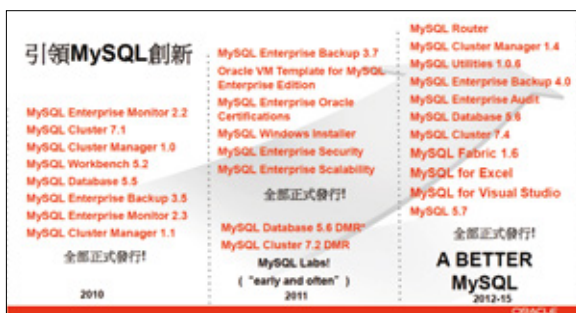 引領MySQL創新
MySQL Enterprise Monitor 2.2
MySQL Cluster 7.1
MySQL Cluster Manager 1.0
MySQL Workbench 5.2
MySQL Database 5.5
MySQL Enterprise Backup 3.5
MySQL Enterprise Monitor 2.3
MySQL Cluster Manager 1.1
全部正式發行!
2010
MySQL Enterprise Backup 3.7
Oracle VM Template for MySQL
Enterprise Edition
MySQL Enterprise Oracle
Certifications
MySQL Windows Installer
MySQL Enterprise Security
MySQL Enterprise Scalability
全部正式發行!
MySQL Database 5.6 DMR*
MySQL Cluster 7.2 DMR
MySQL Labs!
( “early and often” )
2011
MySQL Router
MySQL Cluster Manager 1.4
MySQL Utilities 1.0.6
MySQL Enterprise Backup 4.0
MySQL Enterprise Audit
MySQL Database 5.6
MySQL Cluster 7.4
MySQL Fabric 1.6
MySQL for Excel
MySQL for Visual Studio
MySQL 5.7
全部正式發行!
A BETTER
MySQL
2012-15
ORACLE